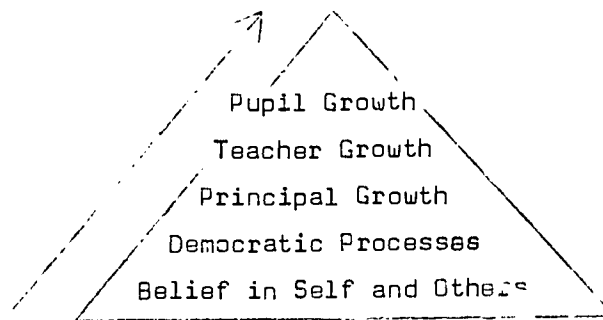 Pupil Growth
Teacher Growth
Principal Growth
Democratic Processes
Belief in Self and Others